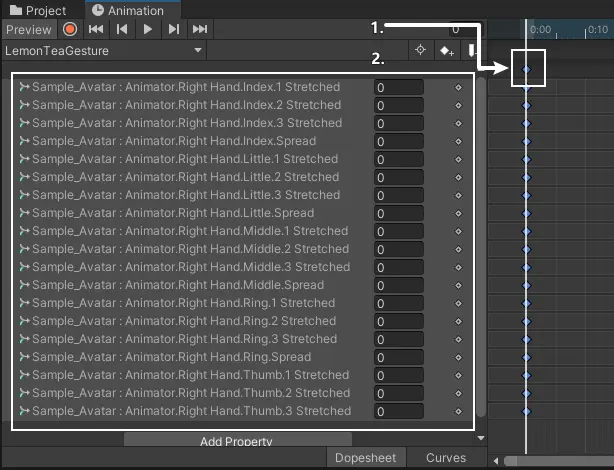 Project Animation
1.
Preview 0 0:00 0:10
LemonTeaGesture
2.
Sample_Avatar : Animator.Right Hand.Index.1 Stretched 0
Sample_Avatar : Animator.Right Hand.Index.2 Stretched 0
Sample_Avatar : Animator.Right Hand.Index.3 Stretched 0
Sample_Avatar : Animator.Right Hand.Index.Spread 0
Sample_Avatar : Animator.Right Hand.Little.1 Stretched 0
Sample_Avatar : Animator.Right Hand.Little.2 Stretched 0
Sample_Avatar : Animator.Right Hand.Little.3 Stretched 0
Sample_Avatar : Animator.Right Hand.Little.Spread 0
Sample_Avatar : Animator.Right Hand.Middle.1 Stretched 0
Sample_Avatar : Animator.Right Hand.Middle.2 Stretched 0
Sample_Avatar : Animator.Right Hand.Middle.3 Stretched 0
Sample_Avatar : Animator.Right Hand.Middle.Spread 0
Sample_Avatar : Animator.Right Hand.Ring.1 Stretched 0
Sample_Avatar : Animator.Right Hand.Ring.2 Stretched 0
Sample_Avatar : Animator.Right Hand.Ring.3 Stretched 0
Sample_Avatar : Animator.Right Hand.Ring.Spread 0
Sample_Avatar : Animator.Right Hand.Thumb.1 Stretched 0
Sample_Avatar : Animator.Right Hand.Thumb.2 Stretched 0
Sample_Avatar : Animator.Right Hand.Thumb.3 Stretched 0
Add Property
Dopesheet Curves